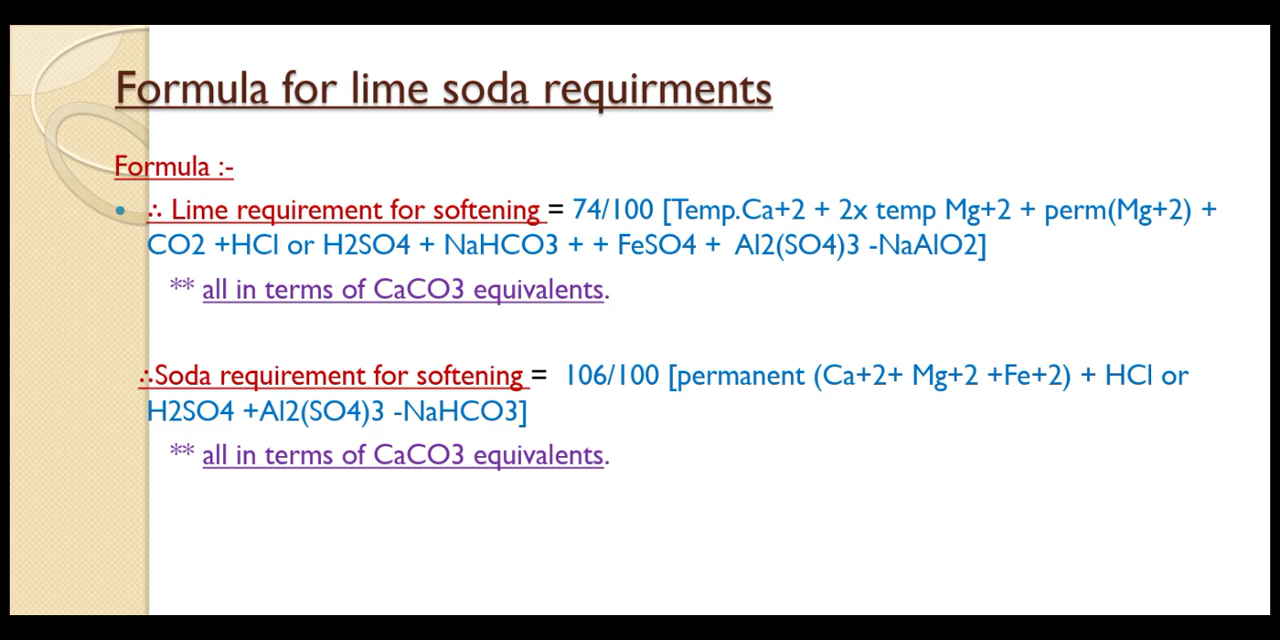 Formula for lime soda requirments
Formula :-
• ∴ Lime requirement for softening = 74/100 [Temp.Ca+2 + 2x temp Mg+2 + perm(Mg+2) +
CO2 +HCl or H2SO4 + NaHCO3 + + FeSO4 + Al2(SO4)3 -NaAlO2]
** all in terms of CaCO3 equivalents.
∴Soda requirement for softening = 106/100 [permanent (Ca+2+ Mg+2 +Fe+2) + HCl or
H2SO4 +Al2(SO4)3 -NaHCO3]
** all in terms of CaCO3 equivalents.